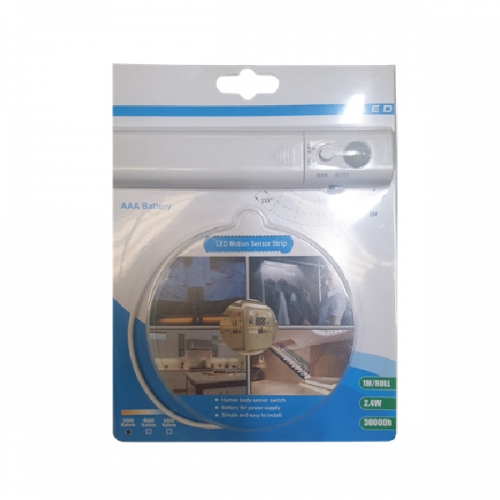 LED
AUTO
AAA Battery
LED Motion Sensor Strip
Human body sensor switch
Battery for power supply
Simple and easy to install
1M/ROLL
2.4W
30000h